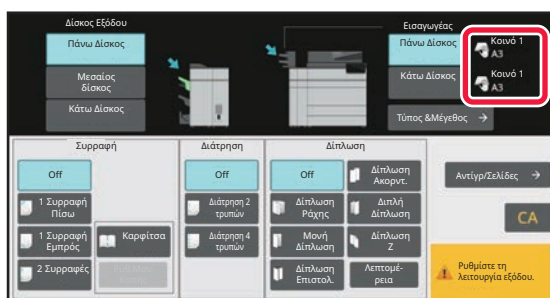 Δίσκος Εξόδου
Πάνω Δίσκος
Μεσαίος
δίσκος
Κάτω Δίσκος
Εισαγωγέας
Πάνω Δίσκος
Κοινό 1
A3
Κάτω Δίσκος
Κοινό 1
A3
Τύπος &Μέγεθος
Συρραφή
Off
1 Συρραφή
Πίσω
1 Συρραφή
Εμπρός
Καρφίτσα
2 Συρραφές
Διάτρηση
Off
Διάτρηση 2
τρυπών
Διάτρηση 4
τρυπών
Δίπλωση
Off
Δίπλωση
Ακορντ.
Δίπλωση
Ράχης
Διπλή
Δίπλωση
Μονή
Δίπλωση
Δίπλωση
Z
Δίπλωση
Επιστολ.
Λεπτομέ-
ρεια
Αντίγρ/Σελίδες
CA
Ρυθμίστε τη
λειτουργία εξόδου.